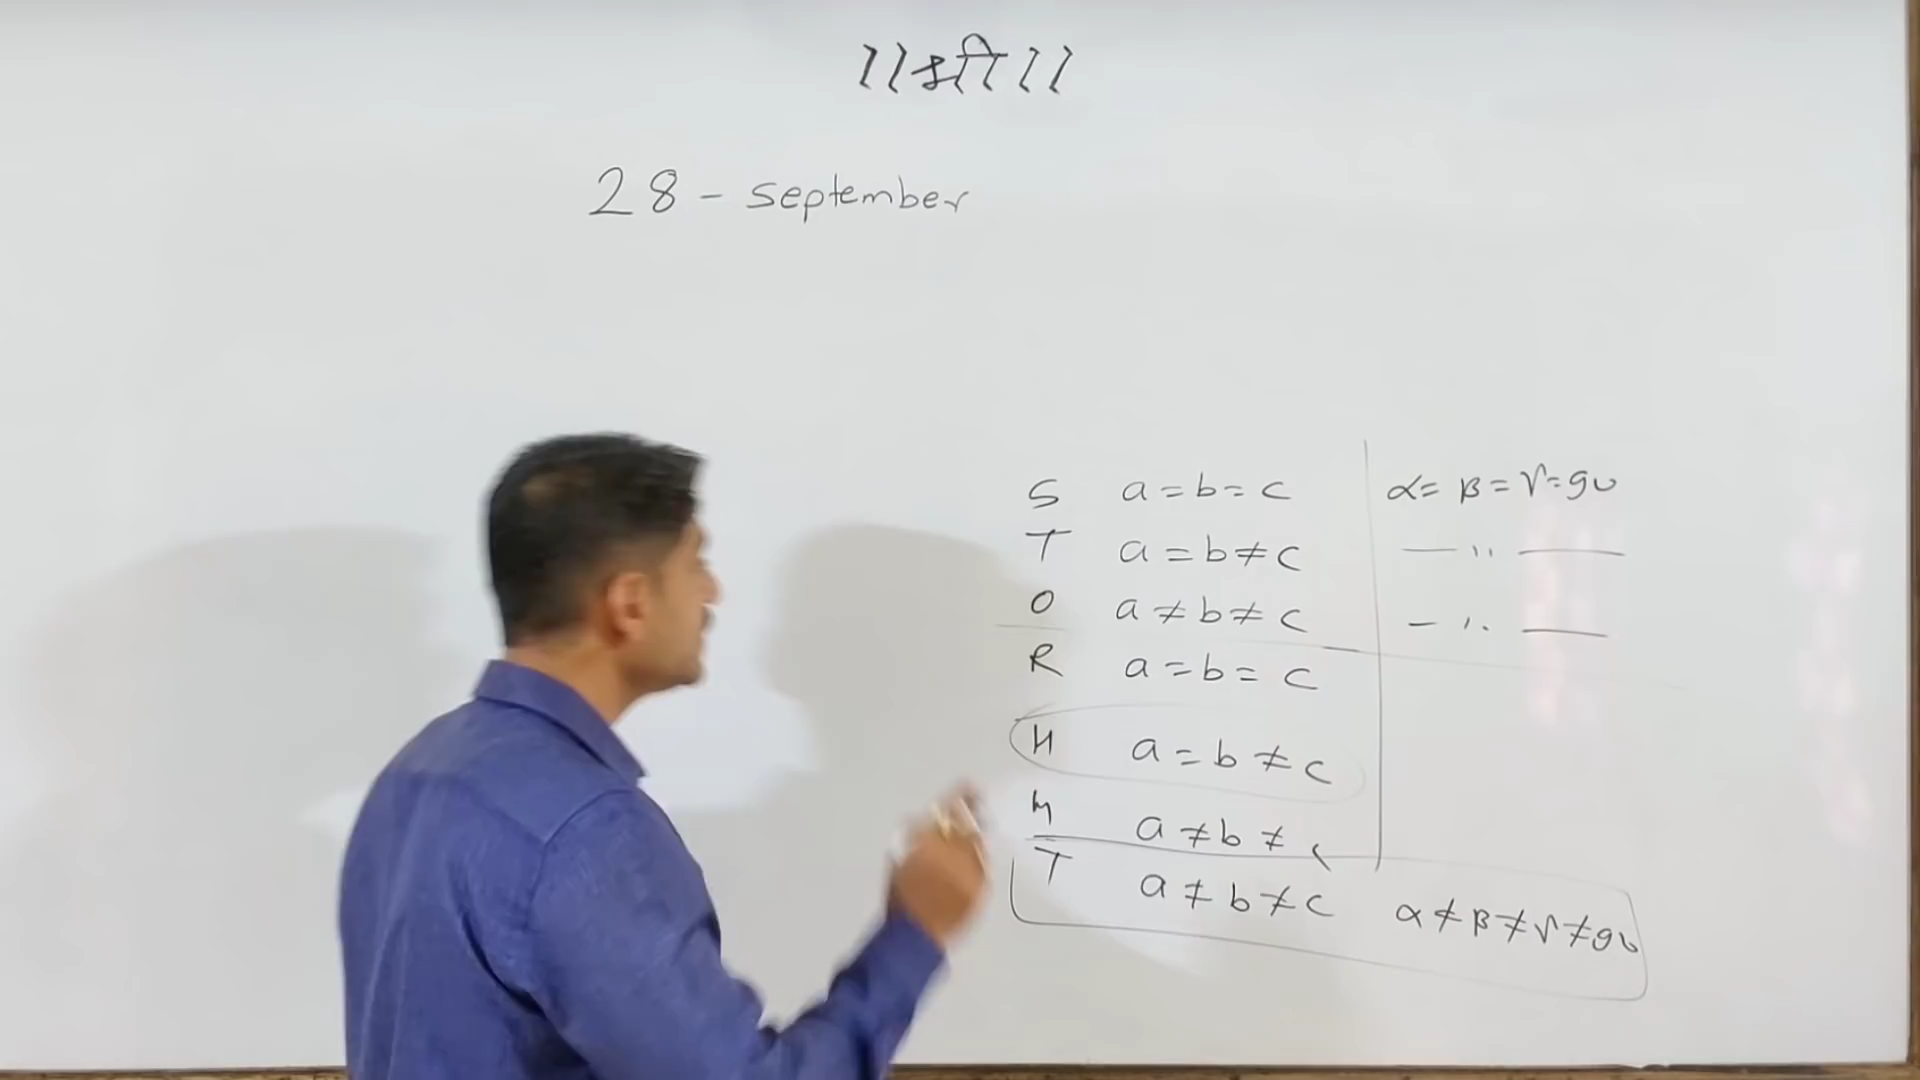 ।।श्री।।
28 - September
S a = b = c α = β = γ = 90
T a = b ≠ c — '' —
O a ≠ b ≠ c — '' —
R a = b = c
H a = b ≠ c
M a ≠ b ≠ c
T a ≠ b ≠ c α ≠ β ≠ γ ≠ 90